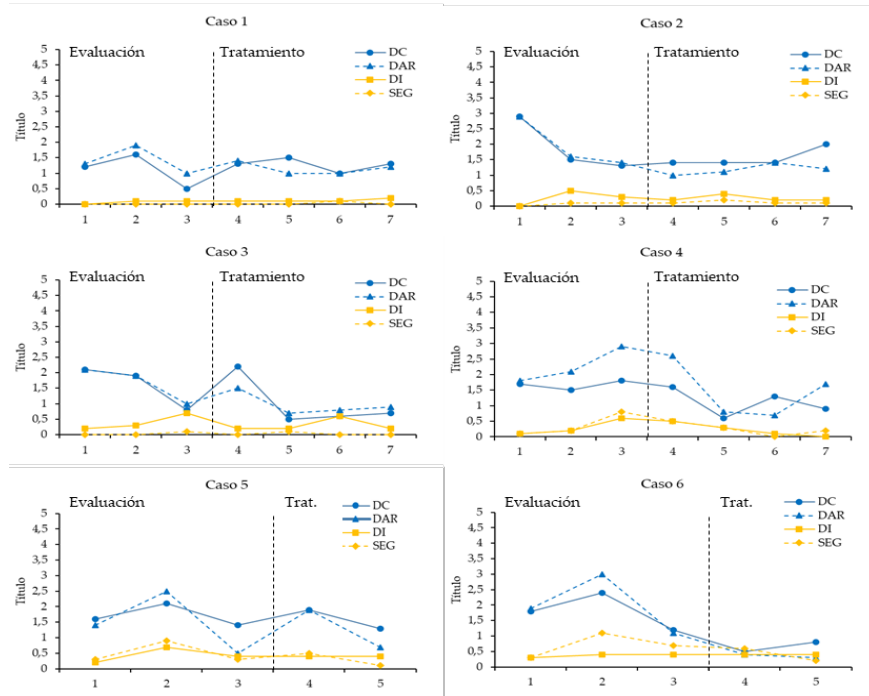 Caso 1
Evaluación Tratamiento
DC
DAR
DI
SEG
Título
5
4,5
4
3,5
3
2,5
2
1,5
1
0,5
0
1 2 3 4 5 6 7
Caso 2
Evaluación Tratamiento
DC
DAR
DI
SEG
Título
5
4,5
4
3,5
3
2,5
2
1,5
1
0,5
0
1 2 3 4 5 6 7
Caso 3
Evaluación Tratamiento
DC
DAR
DI
SEG
Título
5
4,5
4
3,5
3
2,5
2
1,5
1
0,5
0
1 2 3 4 5 6 7
Caso 4
Evaluación Tratamiento
DC
DAR
DI
SEG
Título
5
4,5
4
3,5
3
2,5
2
1,5
1
0,5
0
1 2 3 4 5 6 7
Caso 5
Evaluación Trat.
DC
DAR
DI
SEG
Título
5
4,5
4
3,5
3
2,5
2
1,5
1
0,5
0
1 2 3 4 5
Caso 6
Evaluación Trat.
DC
DAR
DI
SEG
Título
5
4,5
4
3,5
3
2,5
2
1,5
1
0,5
0
1 2 3 4 5